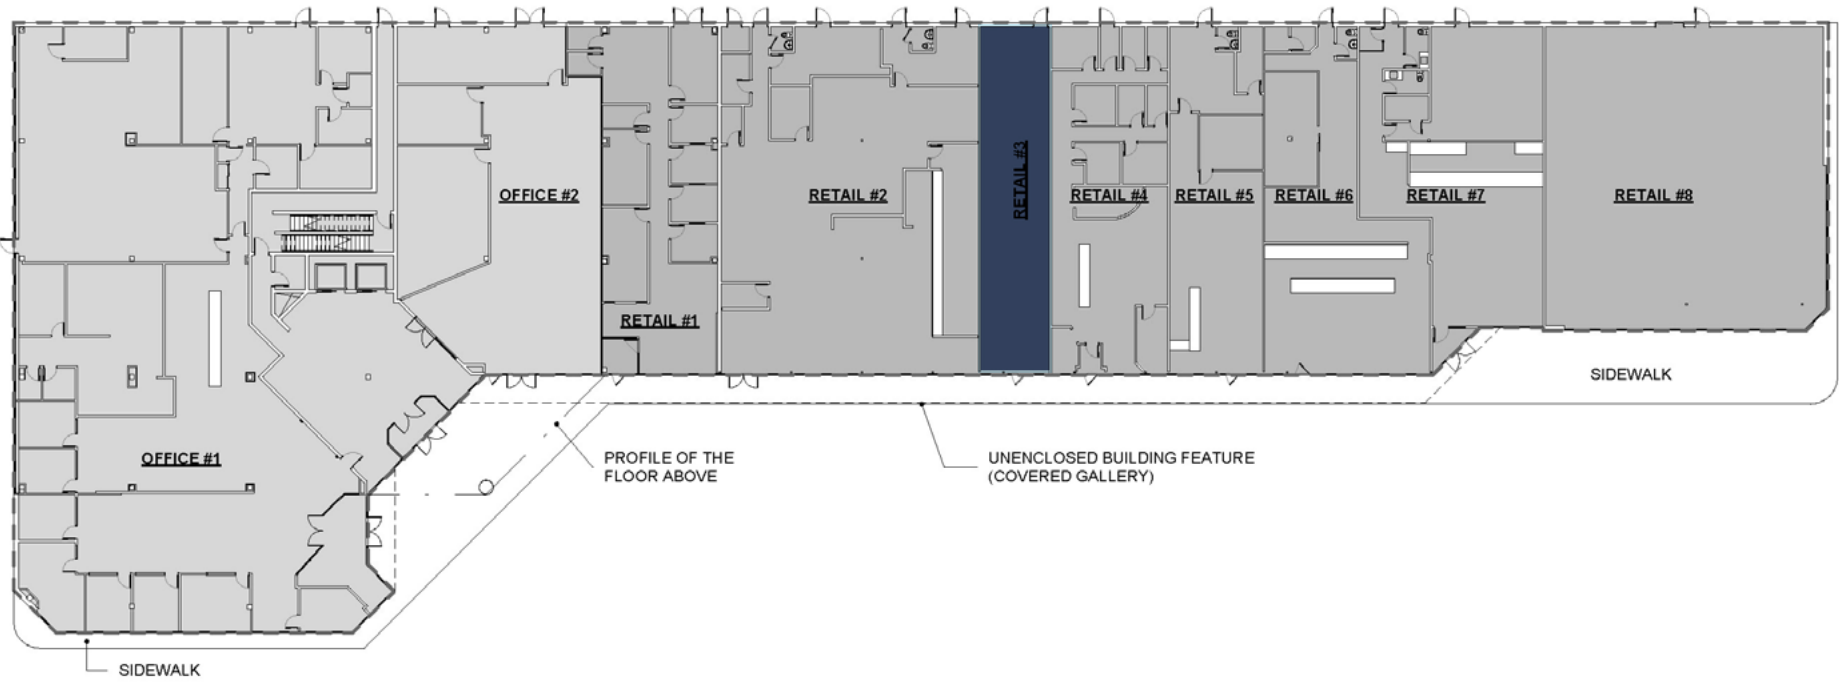 OFFICE #2
RETAIL #2
RETAIL #3
RETAIL #4
RETAIL #5
RETAIL #6
RETAIL #7
RETAIL #8
RETAIL #1
SIDEWALK
OFFICE #1
PROFILE OF THE
FLOOR ABOVE
UNENCLOSED BUILDING FEATURE
(COVERED GALLERY)
SIDEWALK